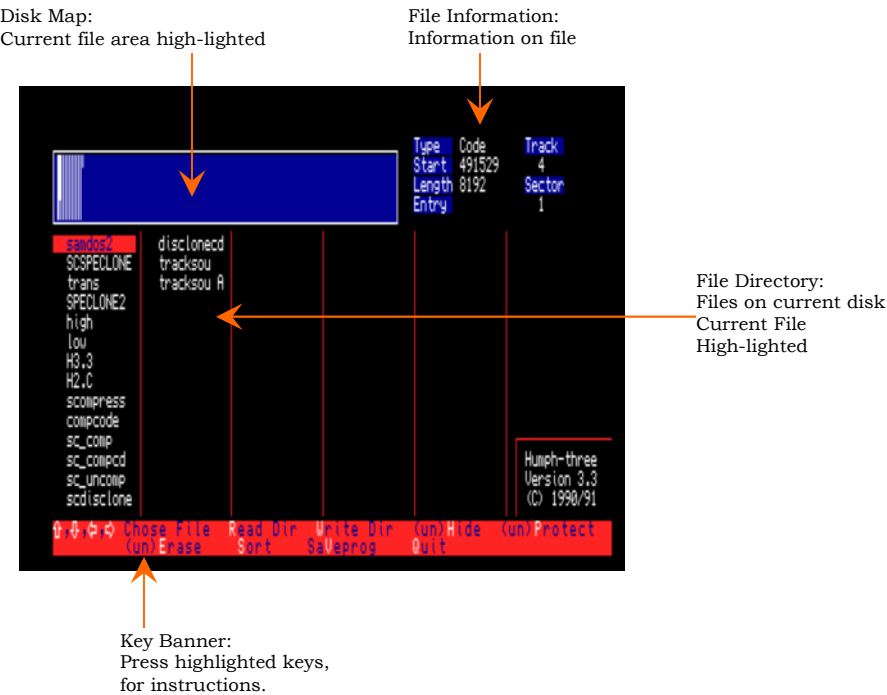 Disk Map:
Current file area high-lighted
File Information:
Information on file
Type Code Track
Start 491529 4
Length 8192 Sector
Entry 1
samdos2 disclonecd
SCSPECLONE tracksou
trans tracksou A
SPECLONE2
high
low
H3.3
H2.C
scompress
compcode
sc_comp
sc_compcd
sc_uncomp
scdisclone
Humph-three
Version 3.3
(C) 1990/91
⇧,⇩,⇦,⇨ Chose File Read Dir Write Dir (un)Hide (un)Protect
(un)Erase Sort SaVeprog Quit
File Directory:
Files on current disk
Current File
High-lighted
Key Banner:
Press highlighted keys,
for instructions.